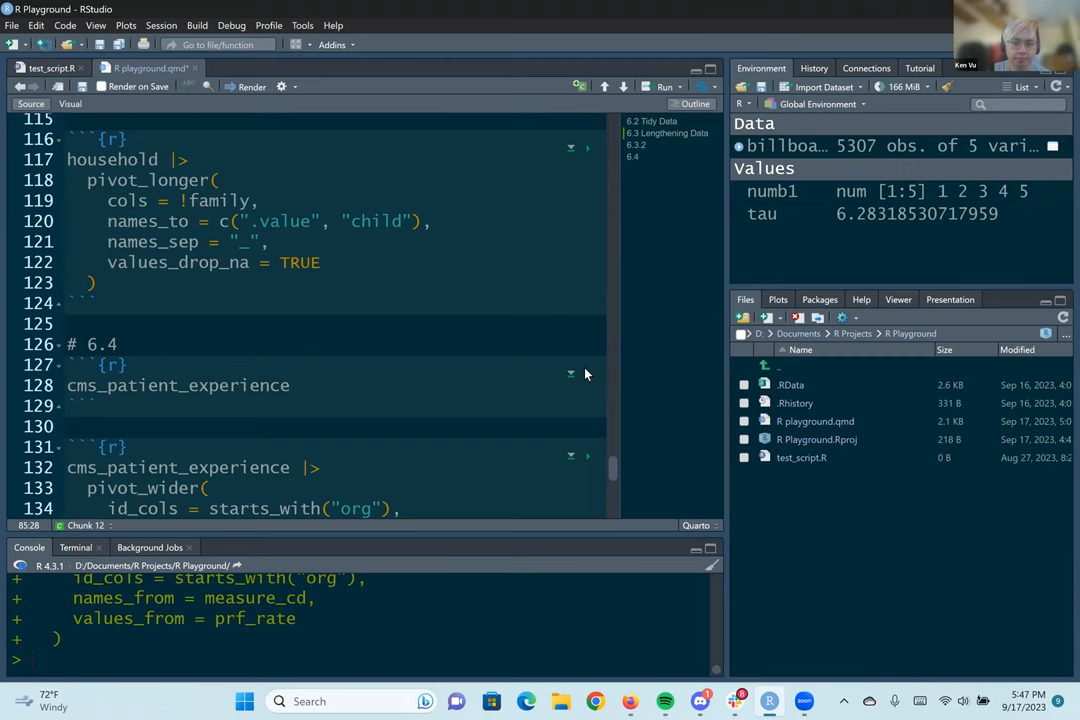 R Playground - RStudio
File Edit Code View Plots Session Build Debug Profile Tools Help
Go to file/function
Addins
test_script.R
R playground.qmd*
Render on Save
ABC
Render
Run
Source Visual
Outline
115
116 ```{r}
117 household |>
118 pivot_longer(
119 cols = !family,
120 names_to = c(".value", "child"),
121 names_sep = "_",
122 values_drop_na = TRUE
123 )
124 ```
125
126 # 6.4
127 ```{r}
128 cms_patient_experience
129 ```
130
131 ```{r}
132 cms_patient_experience |>
133 pivot_wider(
134 id_cols = starts_with("org"),
6.2 Tidy Data
6.3 Lengthening Data
6.3.2
6.4
85:28 Chunk 12
Quarto
Console Terminal Background Jobs
R 4.3.1 · D:/Documents/R Projects/R Playground/
+ id_cols = starts_with("org"),
+ names_from = measure_cd,
+ values_from = prf_rate
+ )
>
Ken Vu
Environment History Connections Tutorial
Import Dataset
166 MiB
List
R
Global Environment
Data
billboa… 5307 obs. of 5 vari…
Values
numb1 num [1:5] 1 2 3 4 5
tau 6.28318530717959
Files Plots Packages Help Viewer Presentation
D: Documents R Projects R Playground
Name Size Modified
..
.RData 2.6 KB Sep 16, 2023, 4:0
.Rhistory 331 B Sep 16, 2023, 4:0
R playground.qmd 2.1 KB Sep 17, 2023, 5:0
R Playground.Rproj 218 B Sep 17, 2023, 4:4
test_script.R 0 B Aug 27, 2023, 8:2
72°F
Windy
Search
1
8
5:47 PM
9/17/2023
9